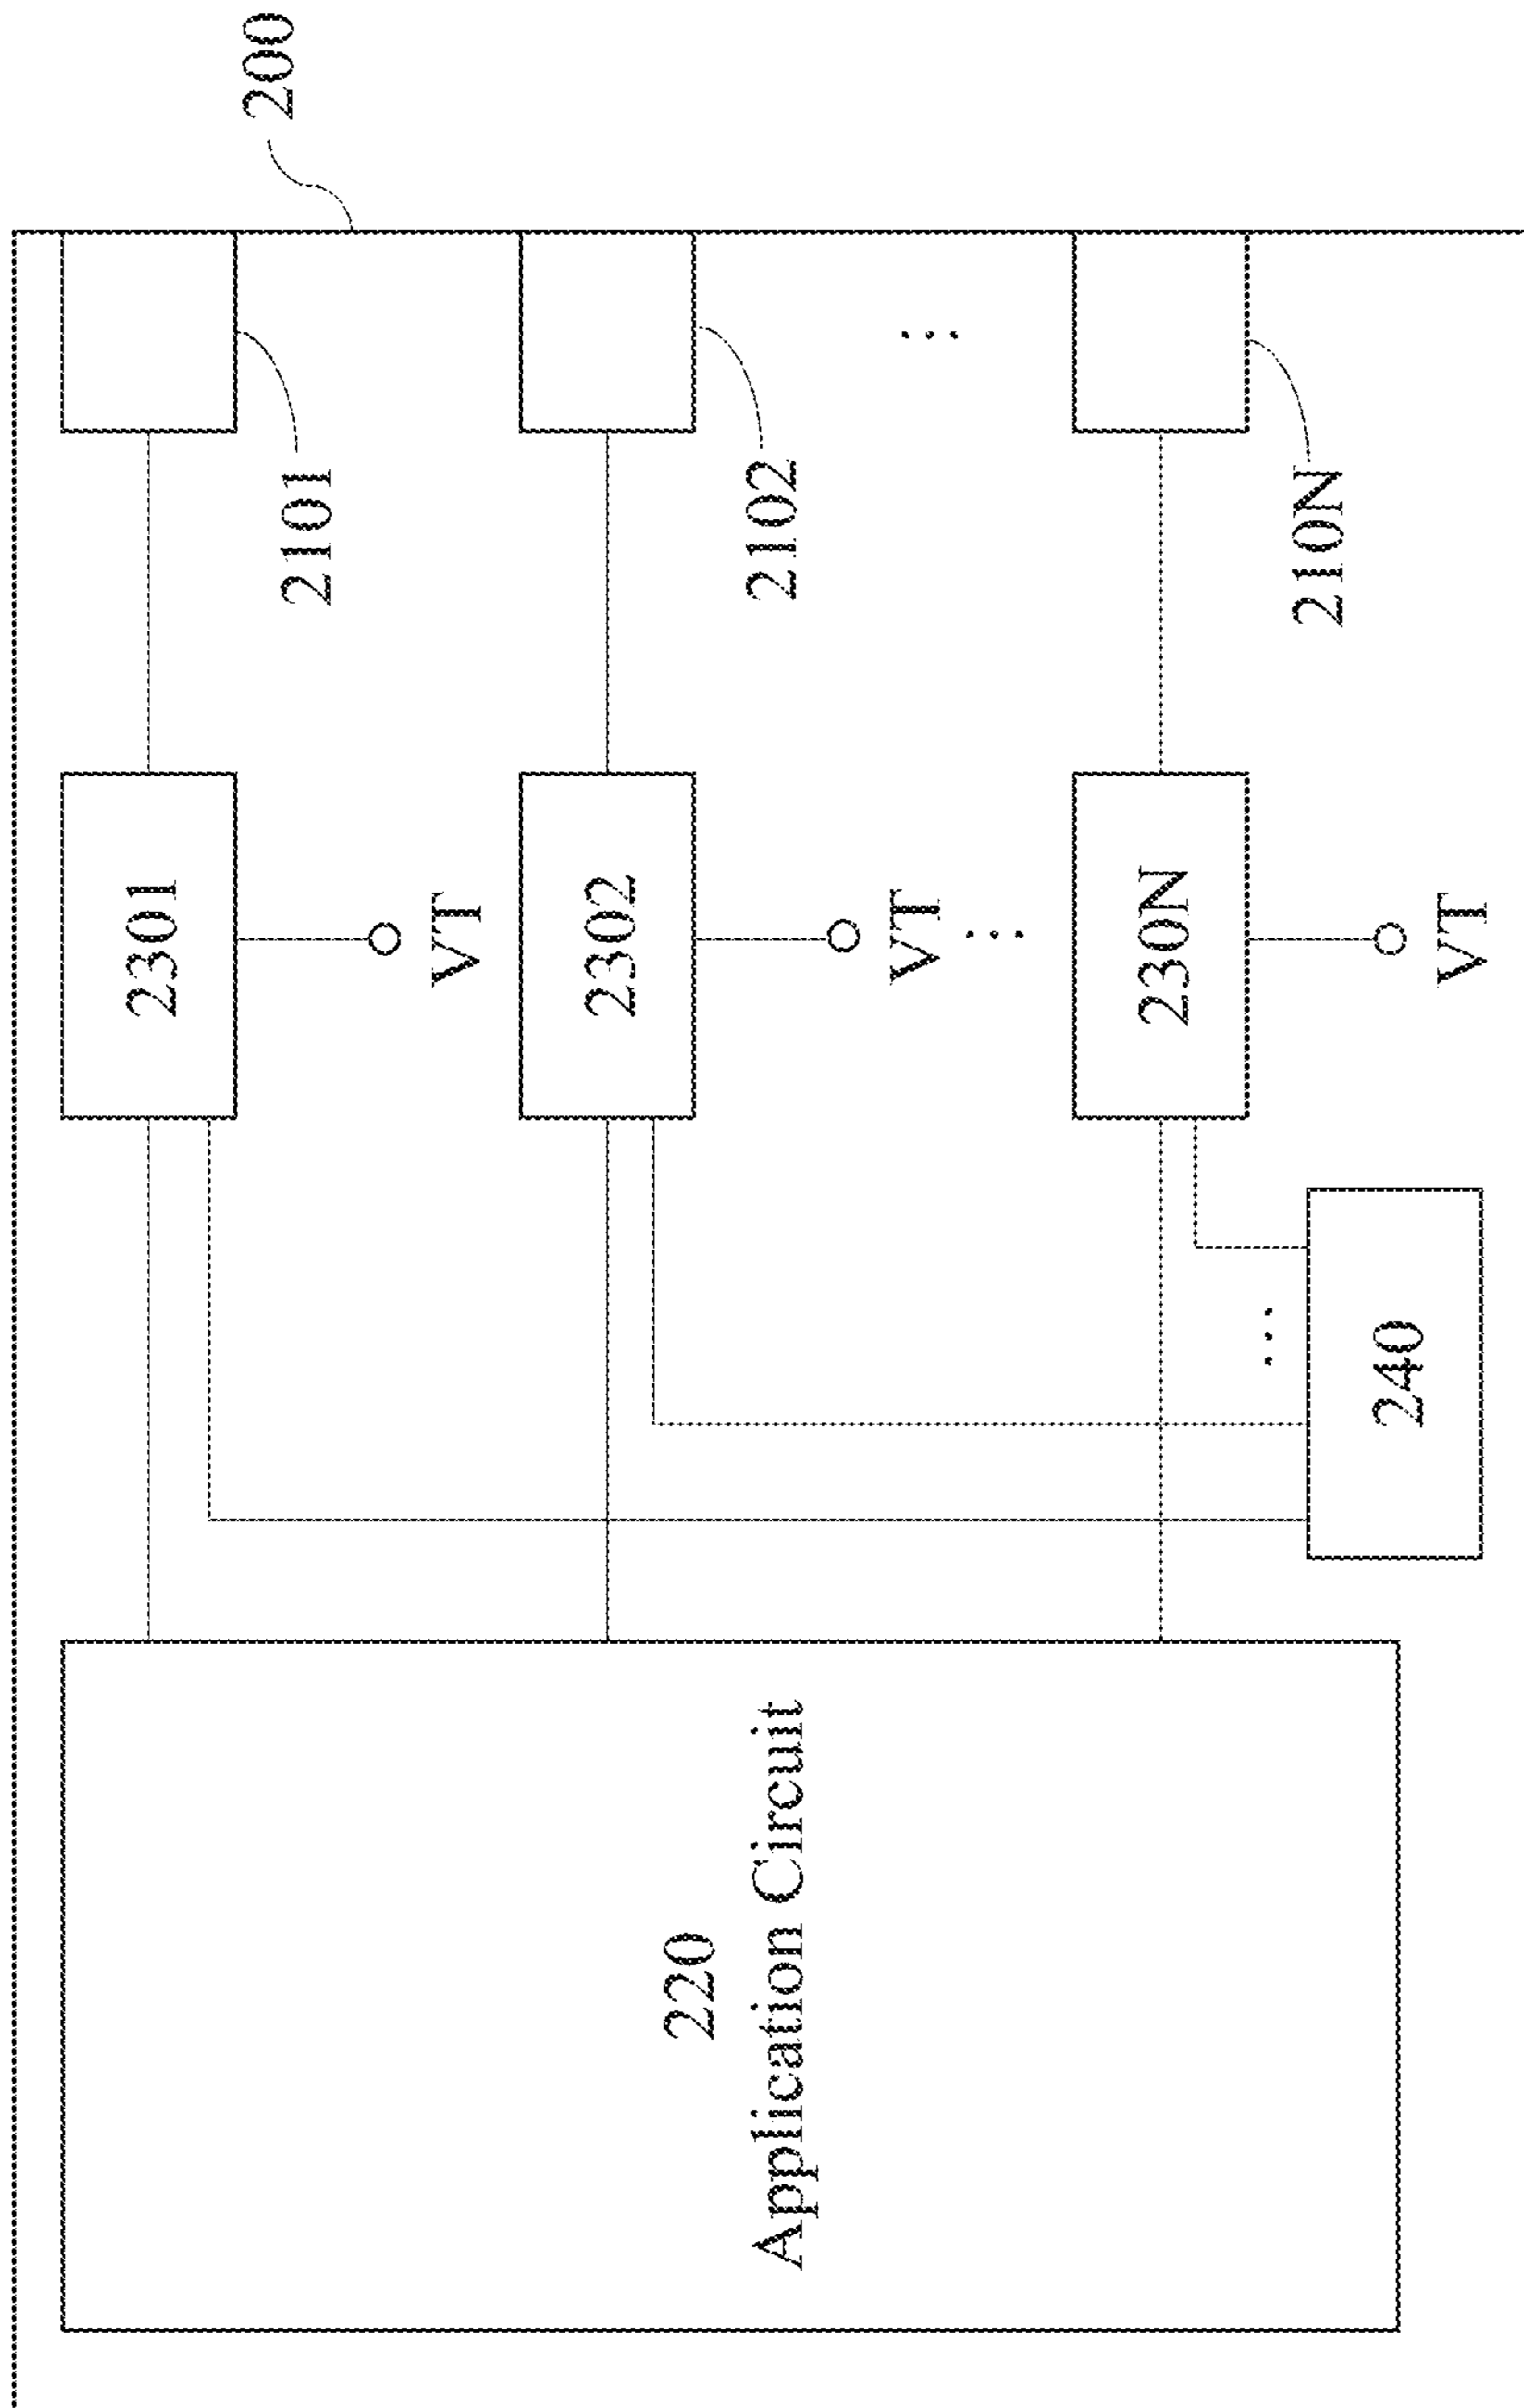 200
2101
2102
⋮
210N
2301
VT
2302
VT
⋮
230N
VT
...
240
220
Application Circuit